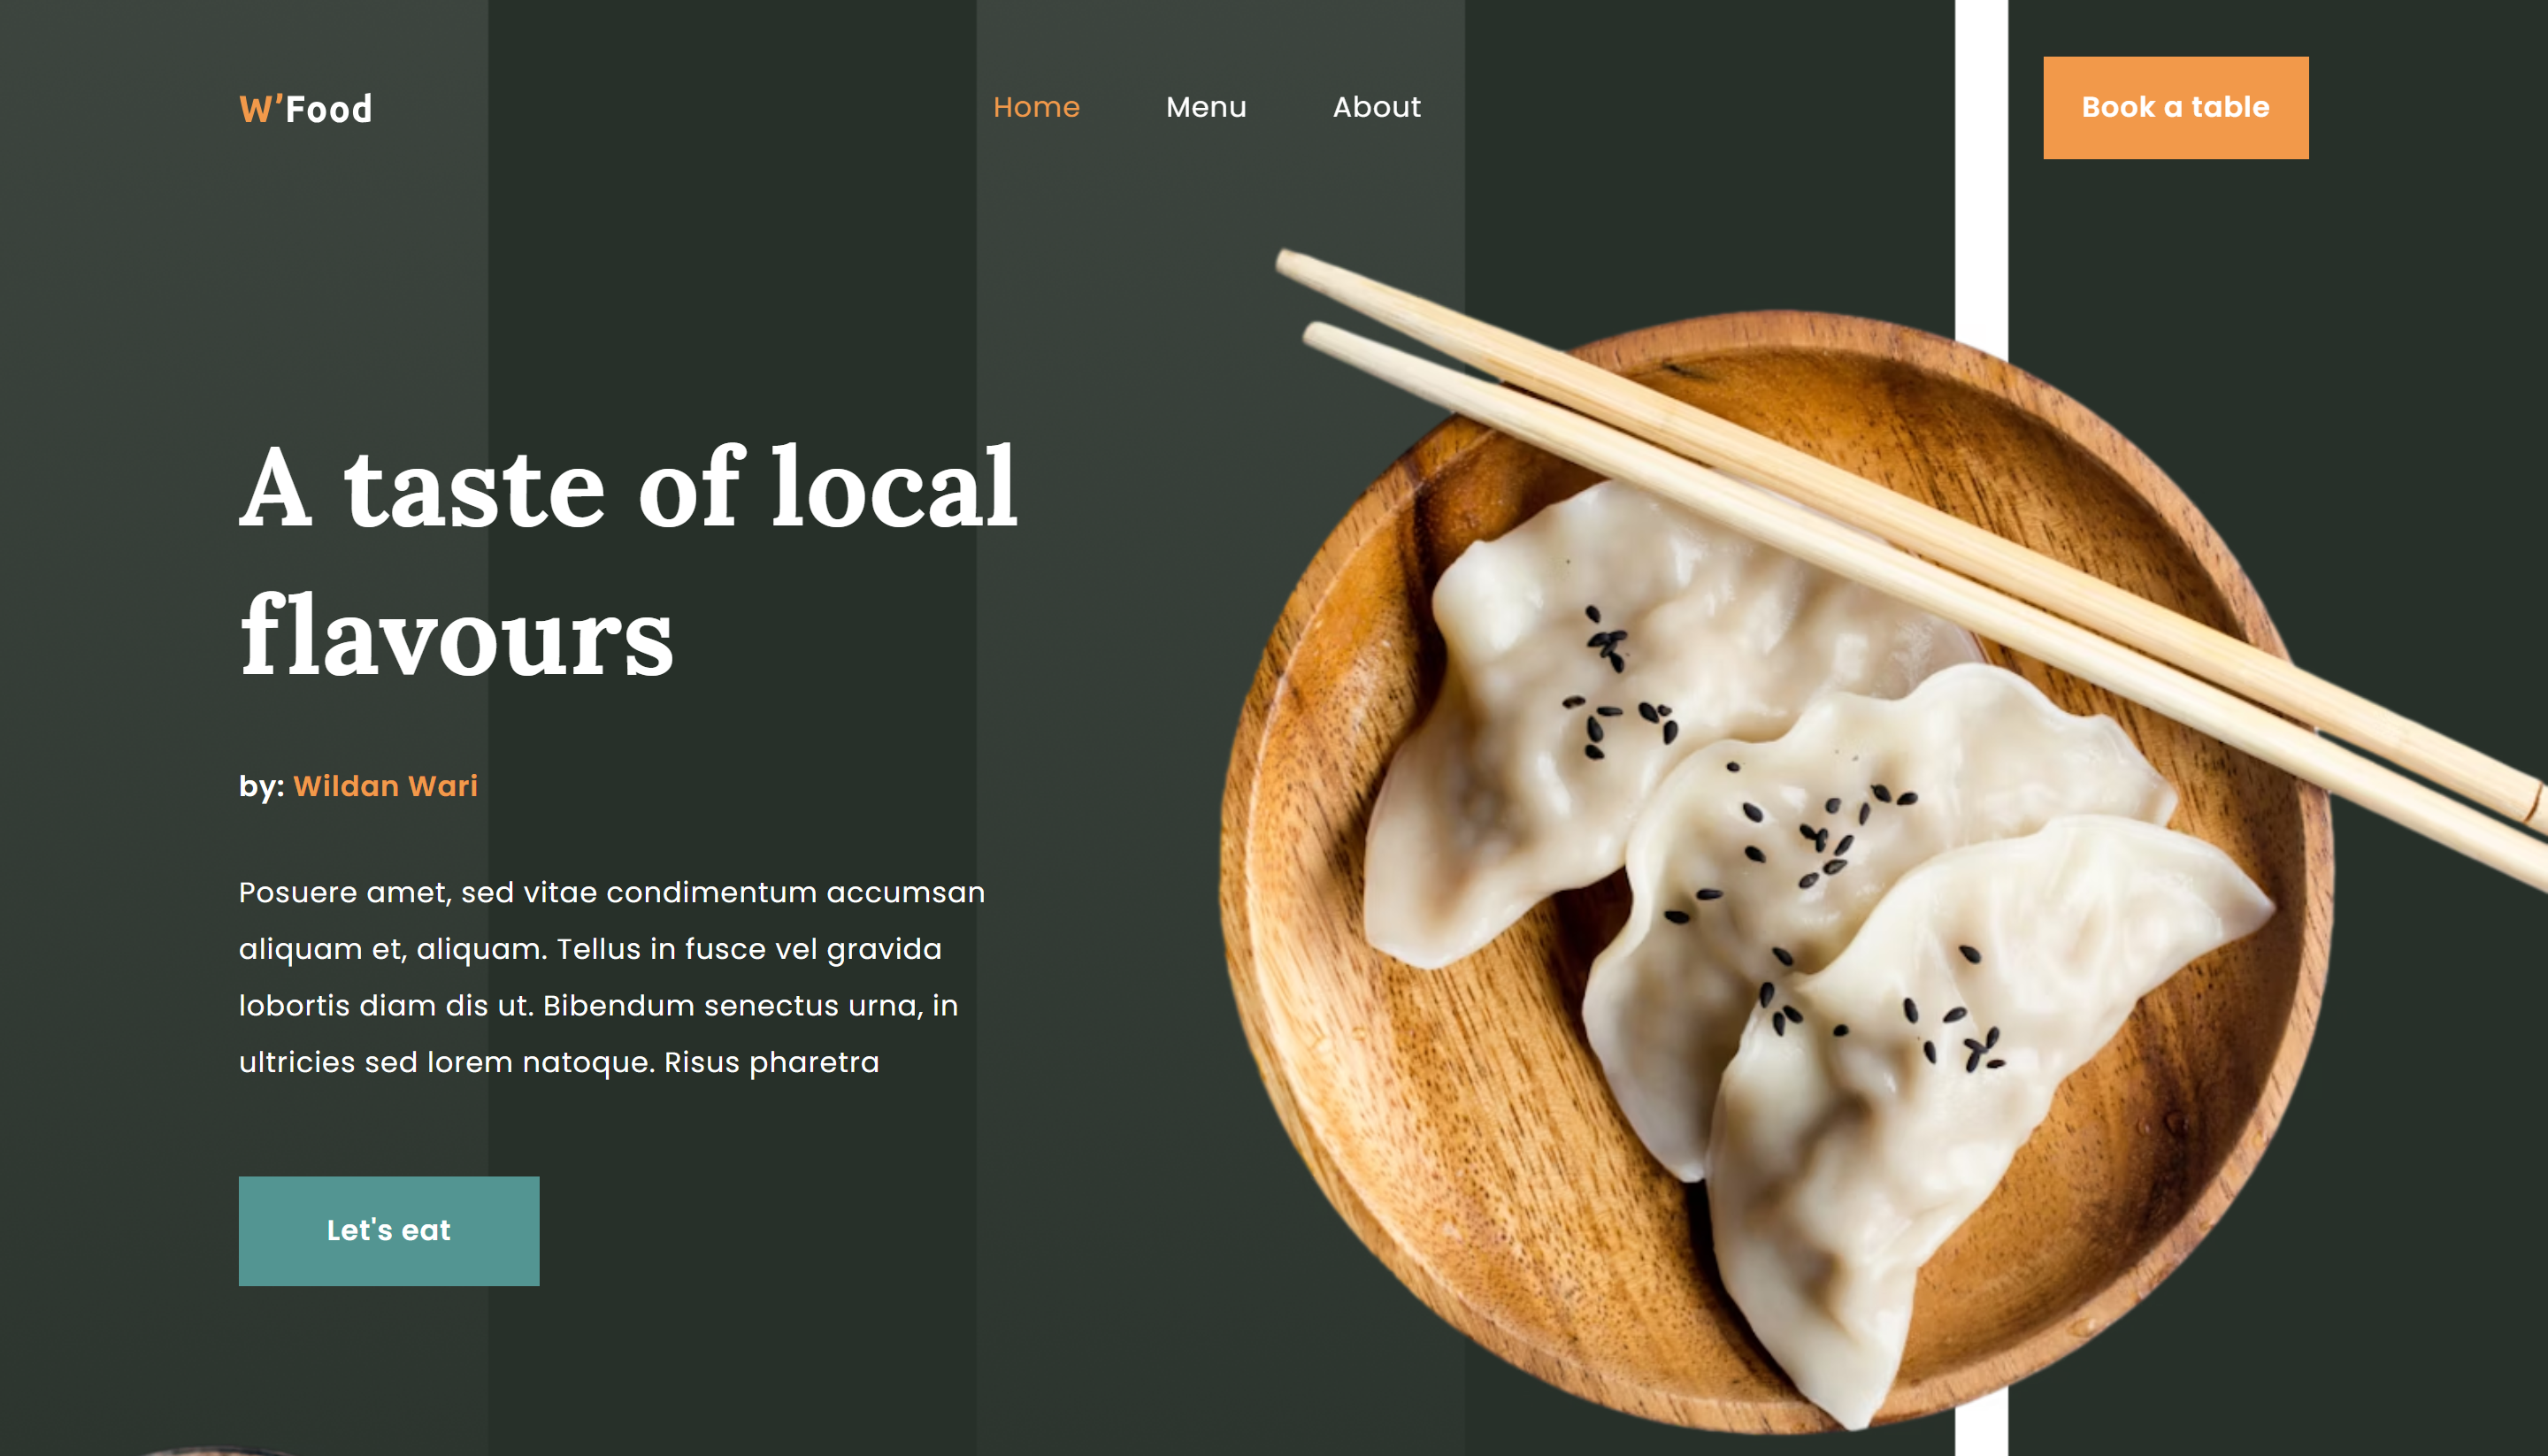 W'Food
Home
Menu
About
Book a table
A taste of local
flavours
by: Wildan Wari
Posuere amet, sed vitae condimentum accumsan
aliquam et, aliquam. Tellus in fusce vel gravida
lobortis diam dis ut. Bibendum senectus urna, in
ultricies sed lorem natoque. Risus pharetra
Let's eat